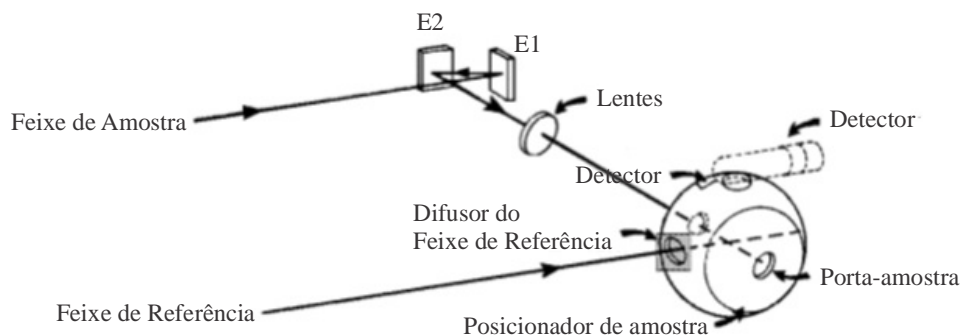 E2
E1
Lentes
Detector
Feixe de Amostra
Detector
Difusor do
Feixe de Referência
Porta-amostra
Feixe de Referência
Posicionador de amostra